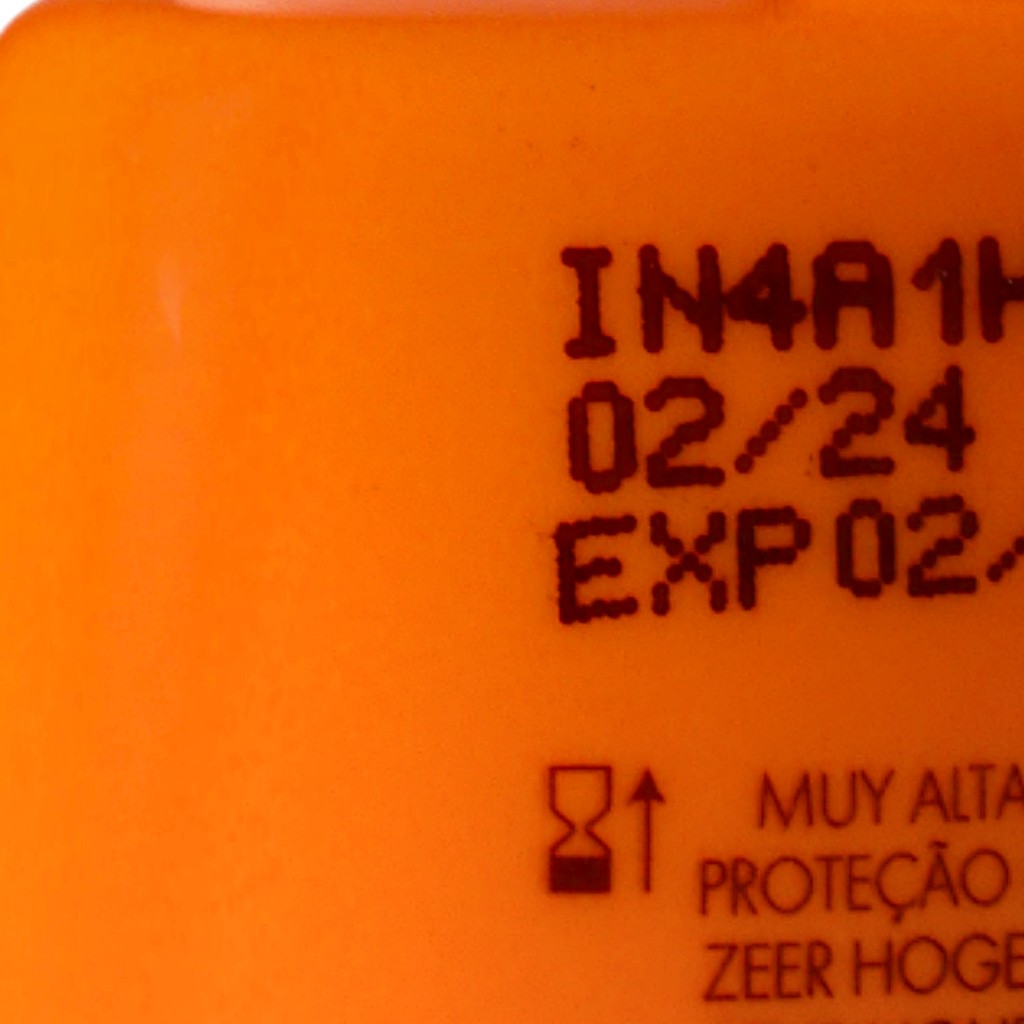 IN4A1H
02/24
EXP 02/
MUY ALTA
PROTEÇÃO
ZEER HOGE